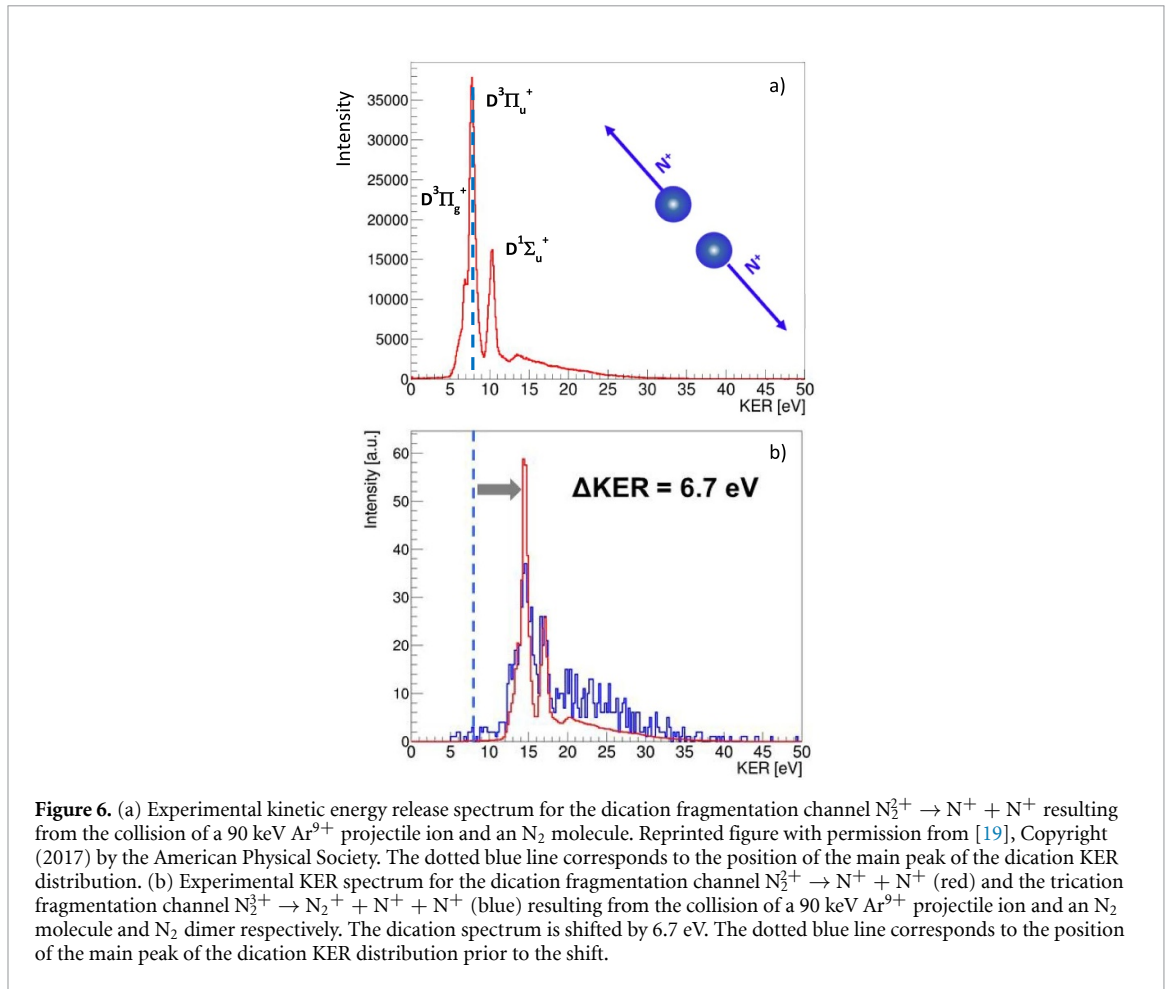 a)
Intensity
35000
30000
25000
20000
15000
10000
5000
0
D³Πᵤ⁺
D³Π_g⁺
D¹Σᵤ⁺
N⁺
N⁺
0 5 10 15 20 25 30 35 40 45 50
KER [eV]
b)
Intensity [a.u.]
60
50
40
30
20
10
0
ΔKER = 6.7 eV
0 5 10 15 20 25 30 35 40 45 50
KER [eV]
Figure 6. (a) Experimental kinetic energy release spectrum for the dication fragmentation channel N₂²⁺ → N⁺ + N⁺ resulting
from the collision of a 90 keV Ar⁹⁺ projectile ion and an N₂ molecule. Reprinted figure with permission from [19], Copyright
(2017) by the American Physical Society. The dotted blue line corresponds to the position of the main peak of the dication KER
distribution. (b) Experimental KER spectrum for the dication fragmentation channel N₂²⁺ → N⁺ + N⁺ (red) and the trication
fragmentation channel N₂³⁺ → N₂⁺ + N⁺ + N⁺ (blue) resulting from the collision of a 90 keV Ar⁹⁺ projectile ion and an N₂
molecule and N₂ dimer respectively. The dication spectrum is shifted by 6.7 eV. The dotted blue line corresponds to the position
of the main peak of the dication KER distribution prior to the shift.